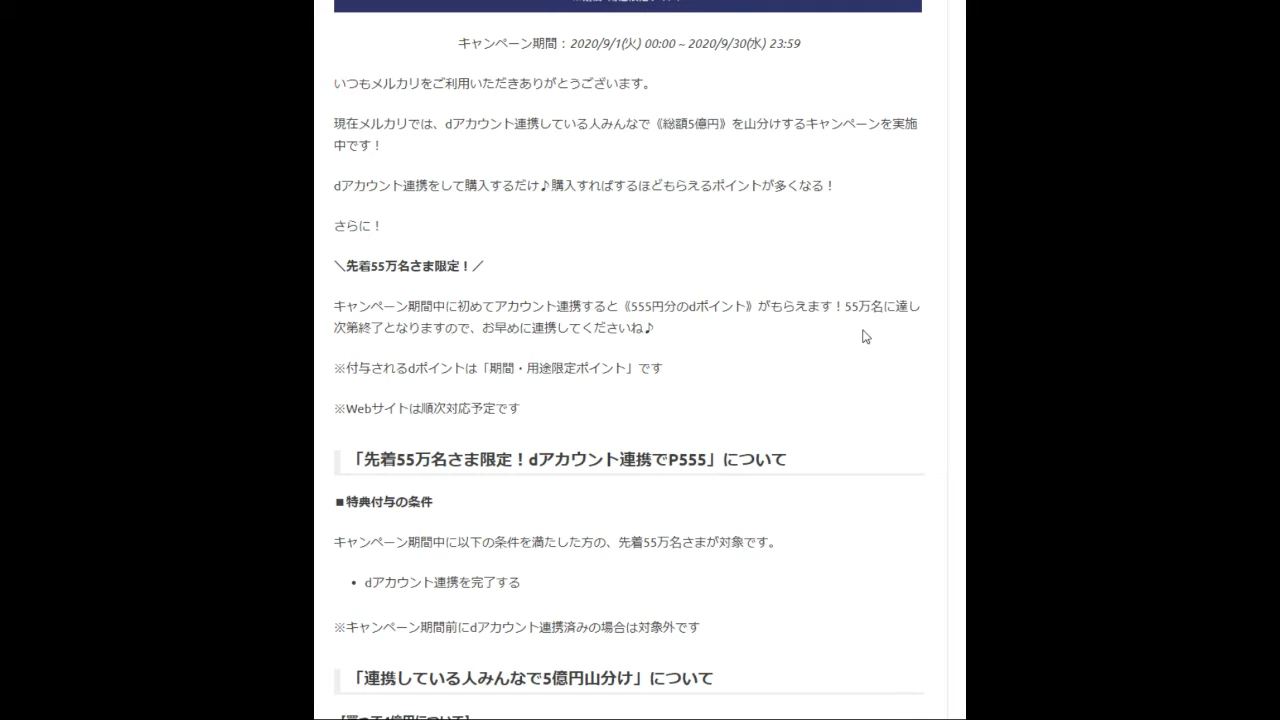 キャンペーン期間：2020/9/1(火) 00:00 ~ 2020/9/30(水) 23:59
いつもメルカリをご利用いただきありがとうございます。
現在メルカリでは、dアカウント連携している人みんなで《総額5億円》を山分けするキャンペーンを実施
中です！
dアカウント連携をして購入するだけ♪購入すればするほどもらえるポイントが多くなる！
さらに！
＼先着55万名さま限定！／
キャンペーン期間中に初めてアカウント連携すると《555円分のdポイント》がもらえます！55万名に達し
次第終了となりますので、お早めに連携してくださいね♪
※付与されるdポイントは「期間・用途限定ポイント」です
※Webサイトは順次対応予定です
「先着55万名さま限定！dアカウント連携でP555」について
■特典付与の条件
キャンペーン期間中に以下の条件を満たした方の、先着55万名さまが対象です。
• dアカウント連携を完了する
※キャンペーン期間前にdアカウント連携済みの場合は対象外です
「連携している人みんなで5億円山分け」について